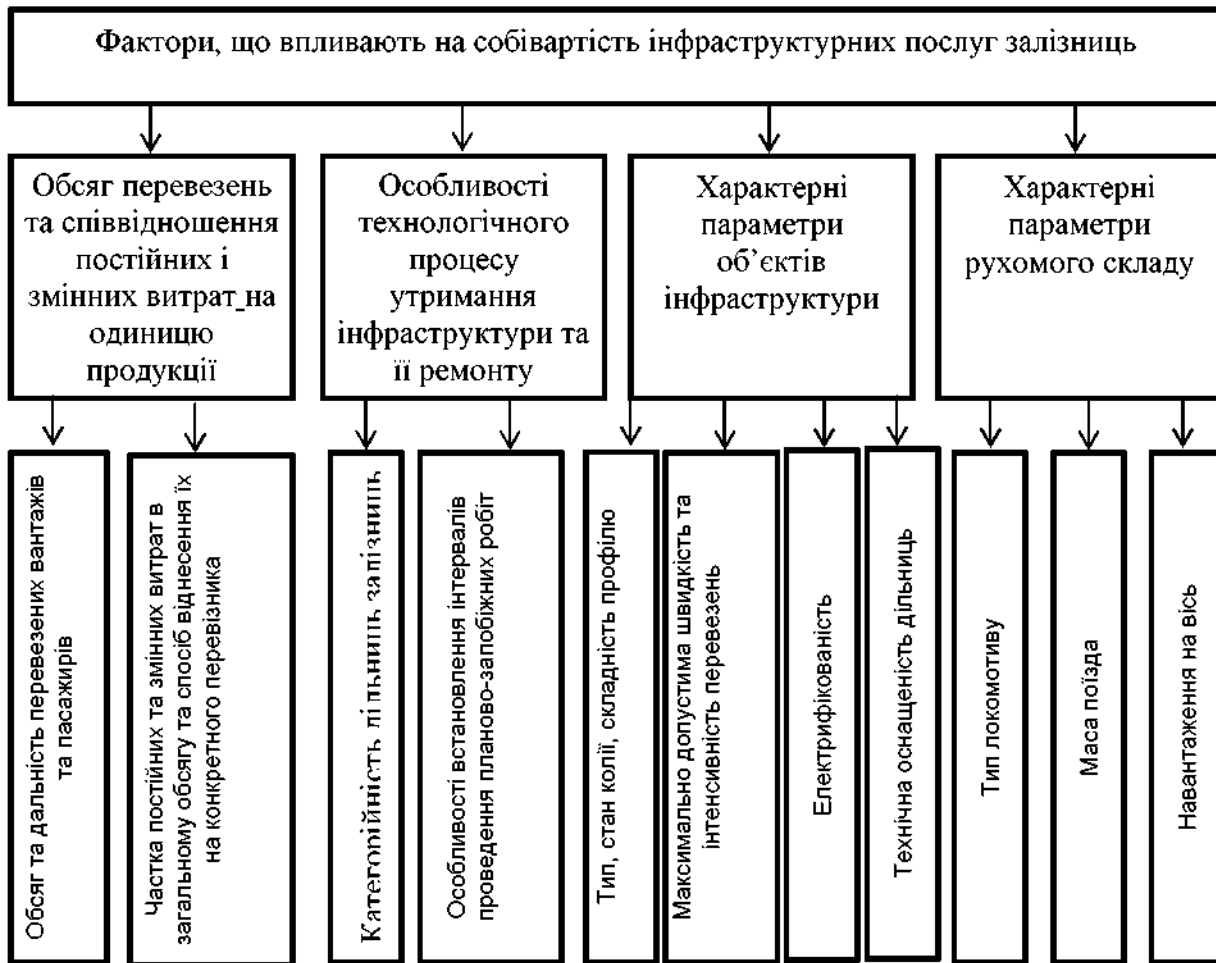 Фактори, що впливають на собівартість інфраструктурних послуг залізниць
Обсяг перевезень
та співвідношення
постійних і
змінних витрат_на
одиницю
продукції
Особливості
технологічного
процесу
утримання
інфраструктури та
її ремонту
Характерні
параметри
об’єктів
інфраструктури
Характерні
параметри
рухомого складу
Обсяг та дальність перевезених вантажів
та пасажирів
Частка постійних та змінних витрат в
загальному обсягу та спосіб віднесення їх
на конкретного перевізника
Категорійність дільниць залізниць
Особливості встановлення інтервалів
проведення планово-запобіжних робіт
Тип, стан колії, складність профілю
Максимально допустима швидкість та
інтенсивність перевезень
Електрифікованість
Технічна оснащеність дільниць
Тип локомотиву
Маса поїзда
Навантаження на вісь